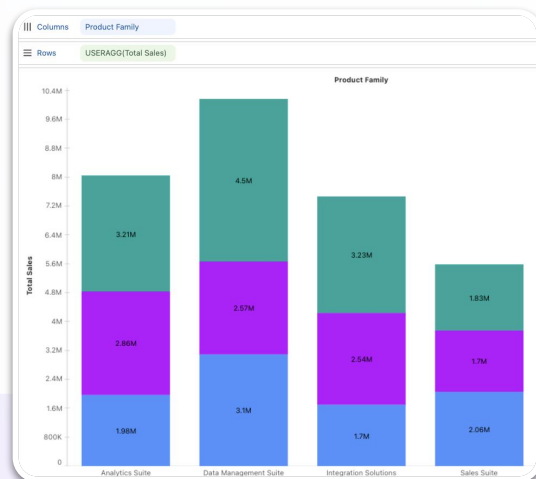 Columns Product Family
Rows USERAGG(Total Sales)
Product Family
10.4M
9.6M
8.8M
8M
7.2M
6.4M
5.6M
4.8M
4M
3.2M
2.4M
1.6M
800K
0
Total Sales
3.21M
2.86M
1.98M
4.5M
2.57M
3.1M
3.23M
2.54M
1.7M
1.83M
1.7M
2.06M
Analytics Suite Data Management Suite Integration Solutions Sales Suite